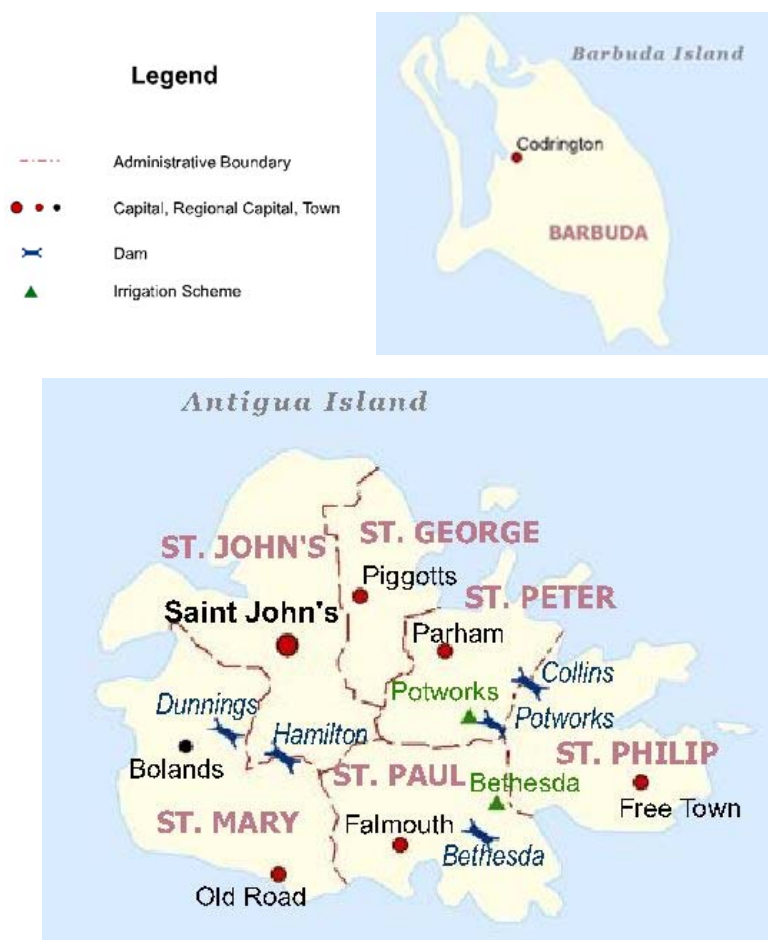 Legend
Administrative Boundary
Capital, Regional Capital, Town
Dam
Irrigation Scheme
Barbuda Island
Codrington
BARBUDA
Antigua Island
ST. JOHN'S
ST. GEORGE
Piggotts
ST. PETER
Saint John's
Parham
Collins
Potworks
Dunnings
Potworks
Hamilton
ST. PHILIP
Bolands
ST. PAUL
Bethesda
Free Town
ST. MARY
Falmouth
Bethesda
Old Road